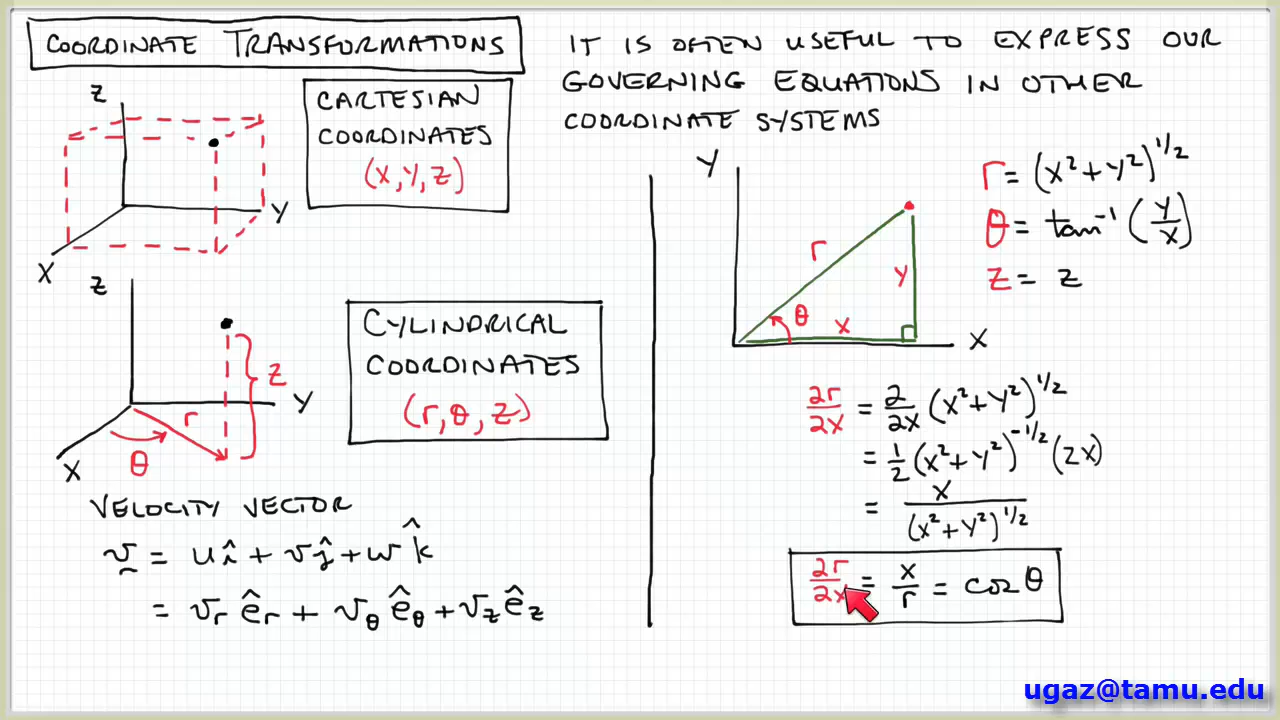 COORDINATE TRANSFORMATIONS
IT IS OFTEN USEFUL TO EXPRESS OUR
GOVERNING EQUATIONS IN OTHER
COORDINATE SYSTEMS
CARTESIAN
COORDINATES
(x, y, z)
z
y
x
CYLINDRICAL
COORDINATES
(r, θ, z)
z
z
y
r
θ
x
VELOCITY VECTOR
v = u î + v ĵ + w k̂
= v_r ê_r + v_θ ê_θ + v_z ê_z
y
r
y
θ
x
x
r = (x² + y²)^1/2
θ = tan⁻¹ (y/x)
z = z
∂r/∂x = ∂/∂x (x² + y²)^1/2
= 1/2 (x² + y²)^-1/2 (2x)
= x/(x² + y²)^1/2
∂r/∂x = x/r = cos θ
ugaz@tamu.edu